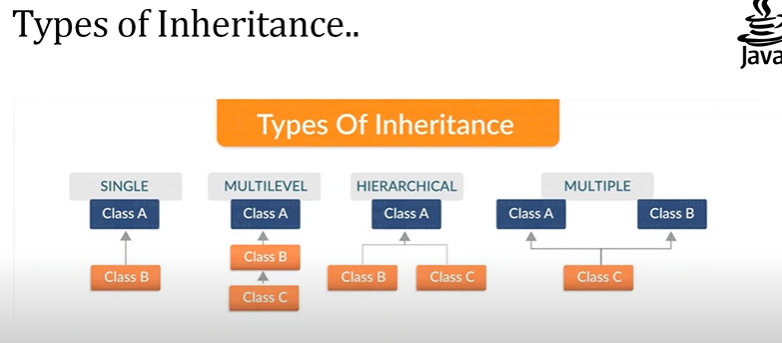 Types of Inheritance..
Java
Types Of Inheritance
SINGLE
MULTILEVEL
HIERARCHICAL
MULTIPLE
Class A
Class A
Class A
Class A
Class B
Class B
Class B
Class C
Class B
Class C
Class C